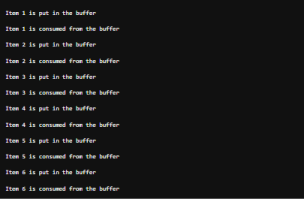 Item 1 is put in the buffer
Item 1 is consumed from the buffer
Item 2 is put in the buffer
Item 2 is consumed from the buffer
Item 3 is put in the buffer
Item 3 is consumed from the buffer
Item 4 is put in the buffer
Item 4 is consumed from the buffer
Item 5 is put in the buffer
Item 5 is consumed from the buffer
Item 6 is put in the buffer
Item 6 is consumed from the buffer